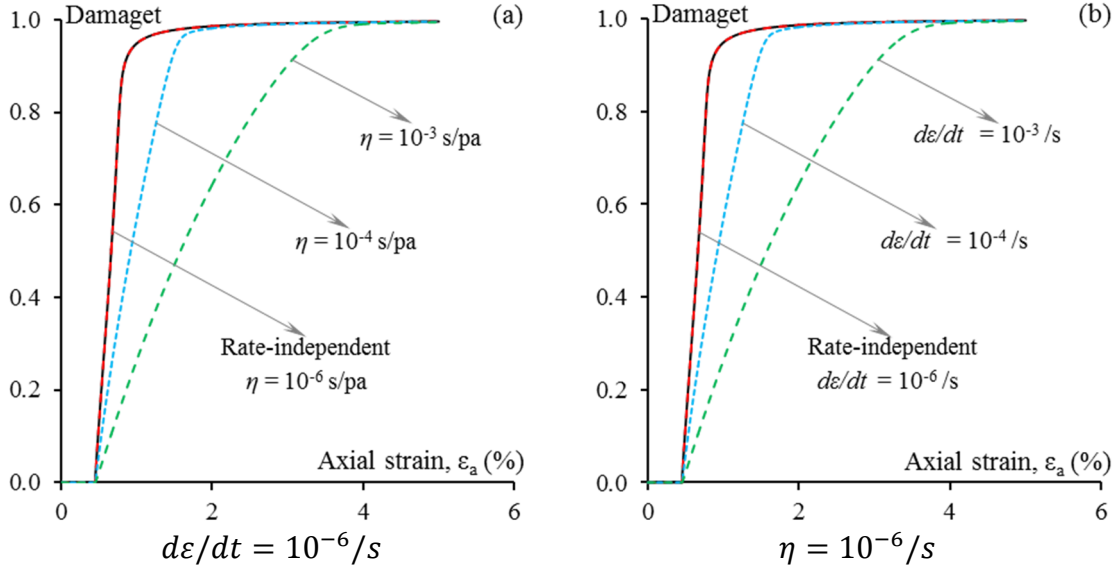 Damaget
(a)
1.0
0.8
0.6
0.4
0.2
0.0
η = 10⁻³ s/pa
η = 10⁻⁴ s/pa
Rate-independent
η = 10⁻⁶ s/pa
Axial strain, εₐ (%)
0 2 4 6
dε/dt = 10⁻⁶/s
Damaget
(b)
1.0
0.8
0.6
0.4
0.2
0.0
dε/dt = 10⁻³ /s
dε/dt = 10⁻⁴ /s
Rate-independent
dε/dt = 10⁻⁶ /s
Axial strain, εₐ (%)
0 2 4 6
η = 10⁻⁶/s